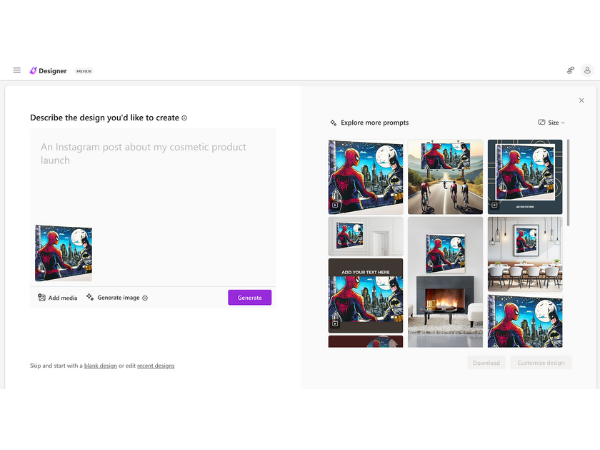 Designer
PREVIEW
Describe the design you'd like to create
An Instagram post about my cosmetic product
launch
Add media
Generate image
Generate
Skip and start with a blank design or edit recent designs
Explore more prompts
Size
ADD YOUR TEXT HERE
Download
Customize design